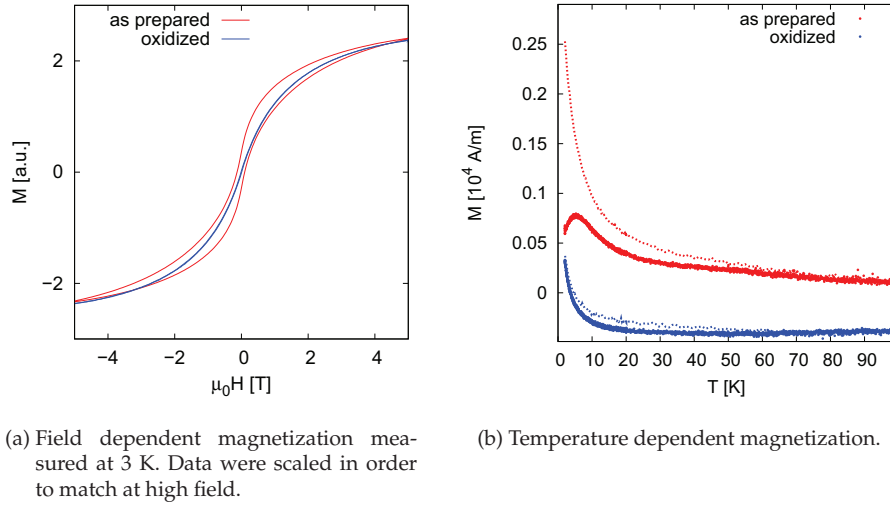 as prepared
oxidized
M [a.u.]
2
0
−2
−4
−2
0
2
4
μ₀H [T]
as prepared
oxidized
M [10⁴ A/m]
0.25
0.2
0.15
0.1
0.05
0
0 10 20 30 40 50 60 70 80 90
T [K]
(a) Field dependent magnetization mea-
sured at 3 K. Data were scaled in order
to match at high field.
(b) Temperature dependent magnetization.